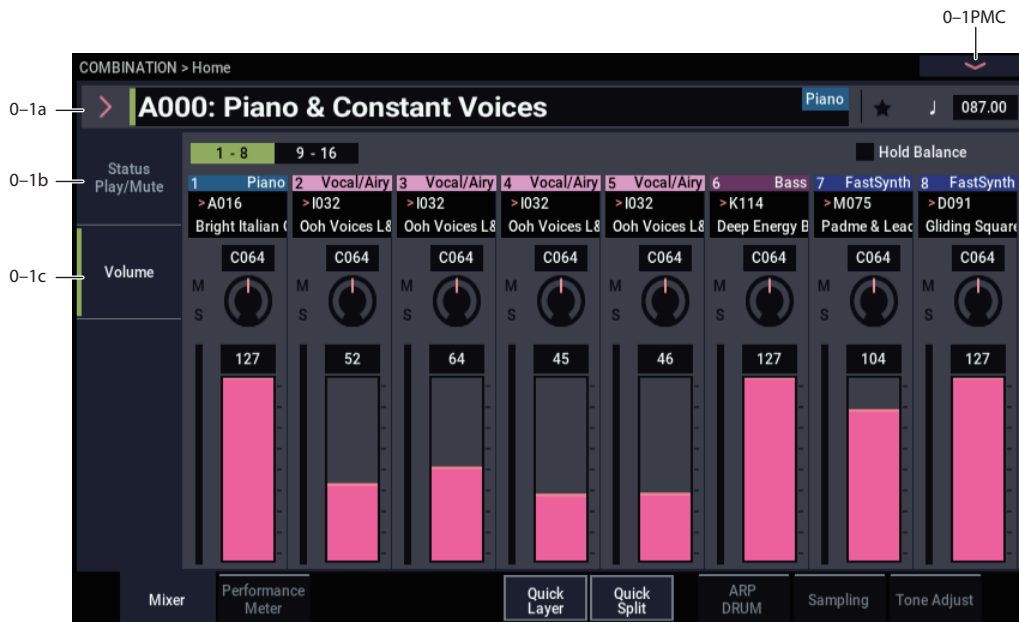 0–1PMC
COMBINATION > Home
0–1a
A000: Piano & Constant Voices
Piano
♩ 087.00
0–1b
Status
Play/Mute
1 - 8
9 - 16
Hold Balance
1 Piano 2 Vocal/Airy 3 Vocal/Airy 4 Vocal/Airy 5 Vocal/Airy 6 Bass 7 FastSynth 8 FastSynth
>A016 >I032 >I032 >I032 >I032 >K114 >M075 >D091
Bright Italian Ooh Voices L& Ooh Voices L& Ooh Voices L& Ooh Voices L& Deep Energy B Padme & Lead Gliding Square
0–1c
Volume
C064 C064 C064 C064 C064 C064 C064 C064
M M M M M M M M
S S S S S S S S
127 52 64 45 46 127 104 127
Mixer
Performance
Meter
Quick
Layer
Quick
Split
ARP
DRUM
Sampling
Tone Adjust